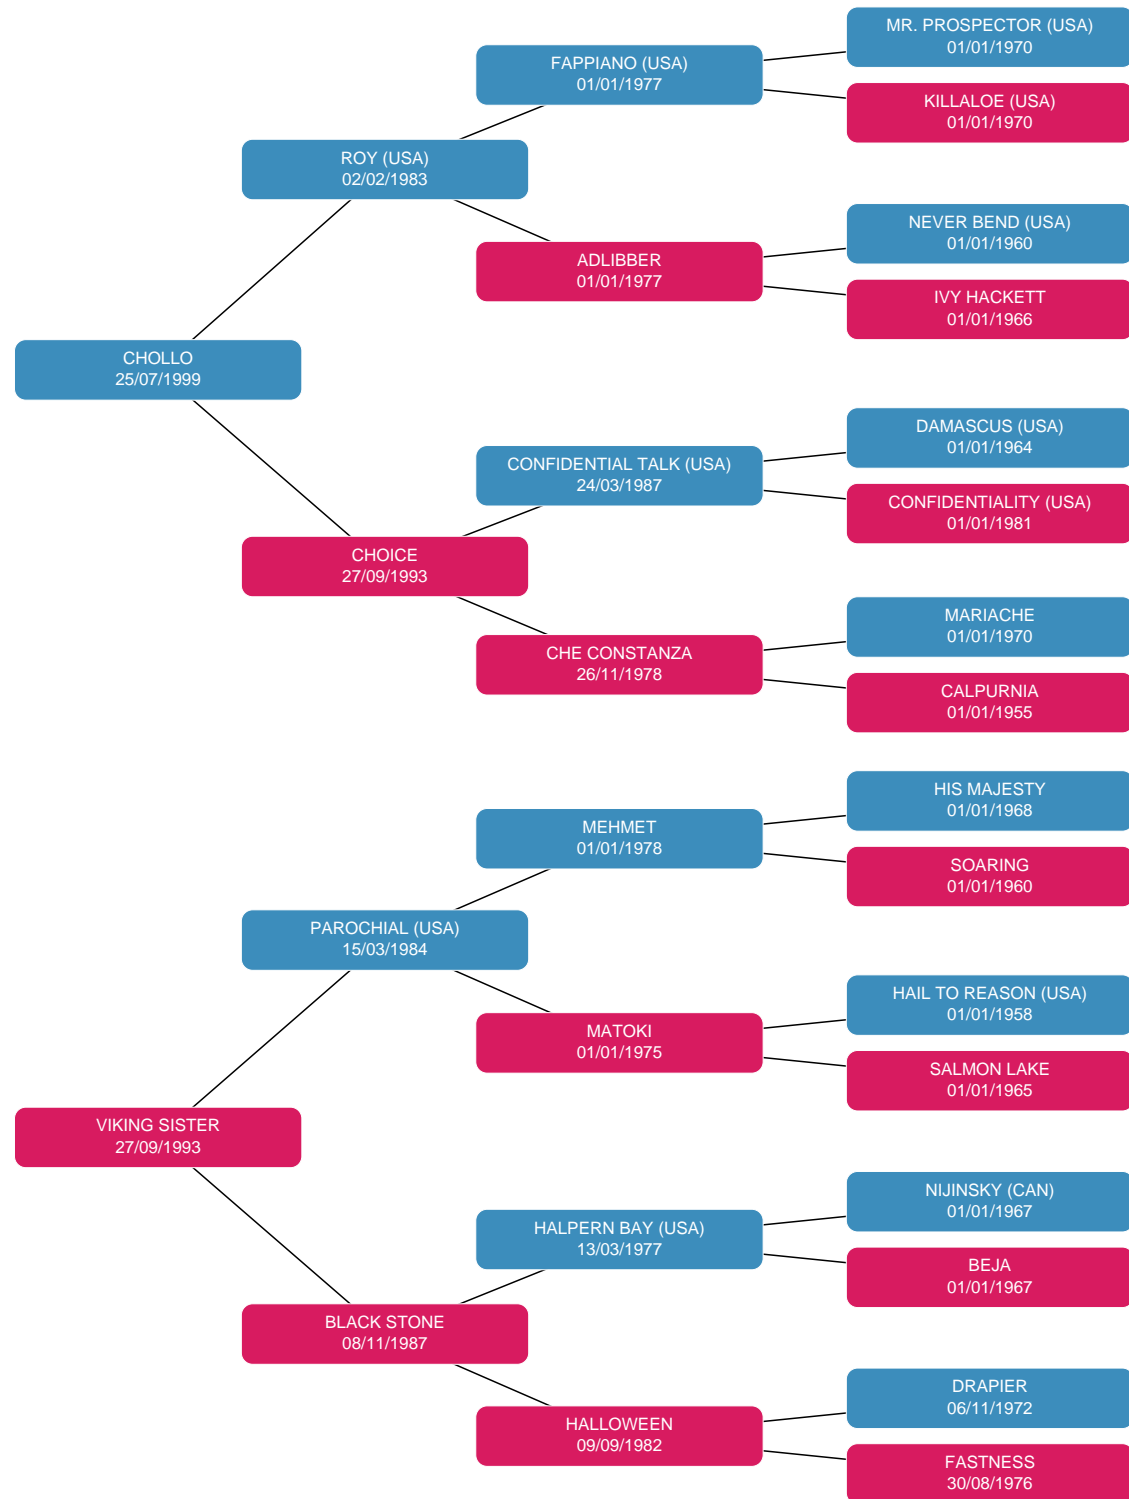 MR. PROSPECTOR (USA)
01/01/1970
FAPPIANO (USA)
01/01/1977
KILLALOE (USA)
01/01/1970
ROY (USA)
02/02/1983
NEVER BEND (USA)
01/01/1960
ADLIBBER
01/01/1977
IVY HACKETT
01/01/1966
CHOLLO
25/07/1999
DAMASCUS (USA)
01/01/1964
CONFIDENTIAL TALK (USA)
24/03/1987
CONFIDENTIALITY (USA)
01/01/1981
CHOICE
27/09/1993
MARIACHE
01/01/1970
CHE CONSTANZA
26/11/1978
CALPURNIA
01/01/1955
HIS MAJESTY
01/01/1968
MEHMET
01/01/1978
SOARING
01/01/1960
PAROCHIAL (USA)
15/03/1984
HAIL TO REASON (USA)
01/01/1958
MATOKI
01/01/1975
SALMON LAKE
01/01/1965
VIKING SISTER
27/09/1993
NIJINSKY (CAN)
01/01/1967
HALPERN BAY (USA)
13/03/1977
BEJA
01/01/1967
BLACK STONE
08/11/1987
DRAPIER
06/11/1972
HALLOWEEN
09/09/1982
FASTNESS
30/08/1976